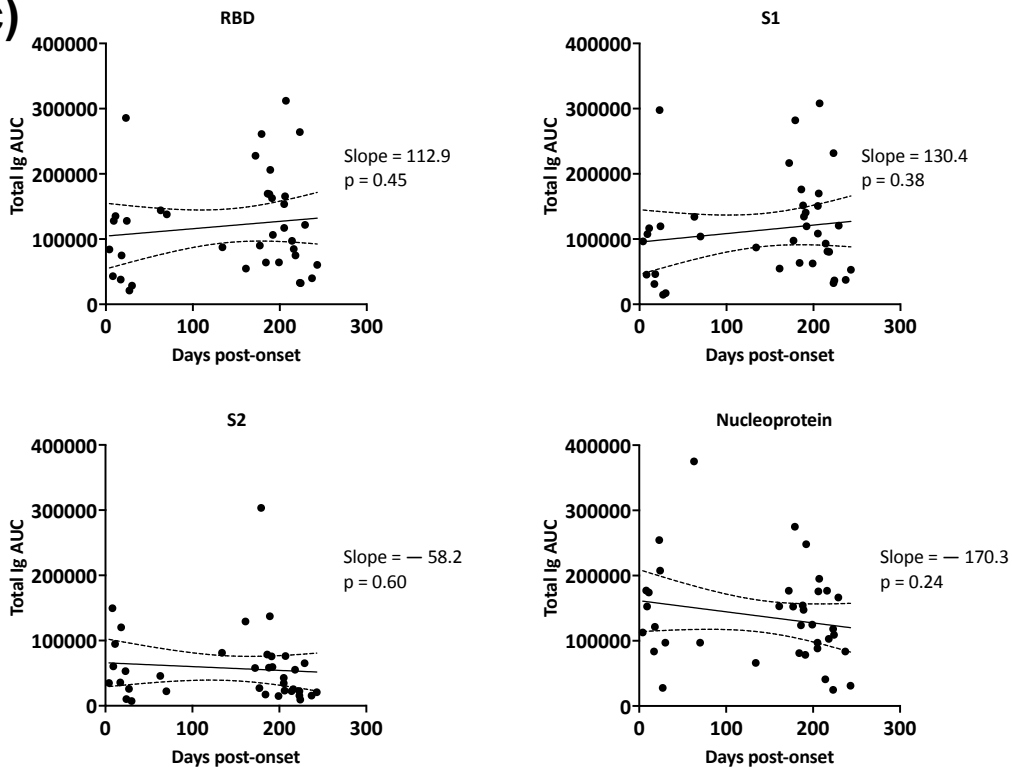 c)
RBD
400000
300000
200000
100000
0
Total Ig AUC
Slope = 112.9
p = 0.45
0 100 200 300
Days post-onset
S1
400000
300000
200000
100000
0
Total Ig AUC
Slope = 130.4
p = 0.38
0 100 200 300
Days post-onset
S2
400000
300000
200000
100000
0
Total Ig AUC
Slope = — 58.2
p = 0.60
0 100 200 300
Days post-onset
Nucleoprotein
400000
300000
200000
100000
0
Total Ig AUC
Slope = — 170.3
p = 0.24
0 100 200 300
Days post-onset